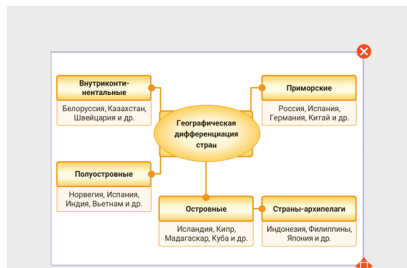 Внутриконти-
нентальные
Белоруссия, Казахстан,
Швейцария и др.
Приморские
Россия, Испания,
Германия, Китай и др.
Географическая
дифференциация
стран
Полуостровные
Норвегия, Испания,
Индия, Вьетнам и др.
Островные
Исландия, Кипр,
Мадагаскар, Куба и др.
Страны-архипелаги
Индонезия, Филиппины,
Япония и др.